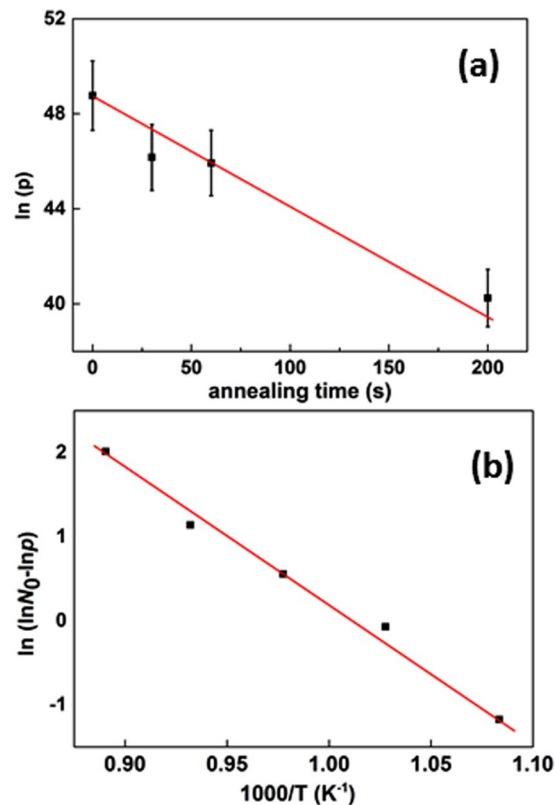 (a)
52
48
44
40
ln (p)
0 50 100 150 200
annealing time (s)
(b)
2
1
0
-1
ln (lnN0-lnp)
0.90 0.95 1.00 1.05 1.10
1000/T (K-1)